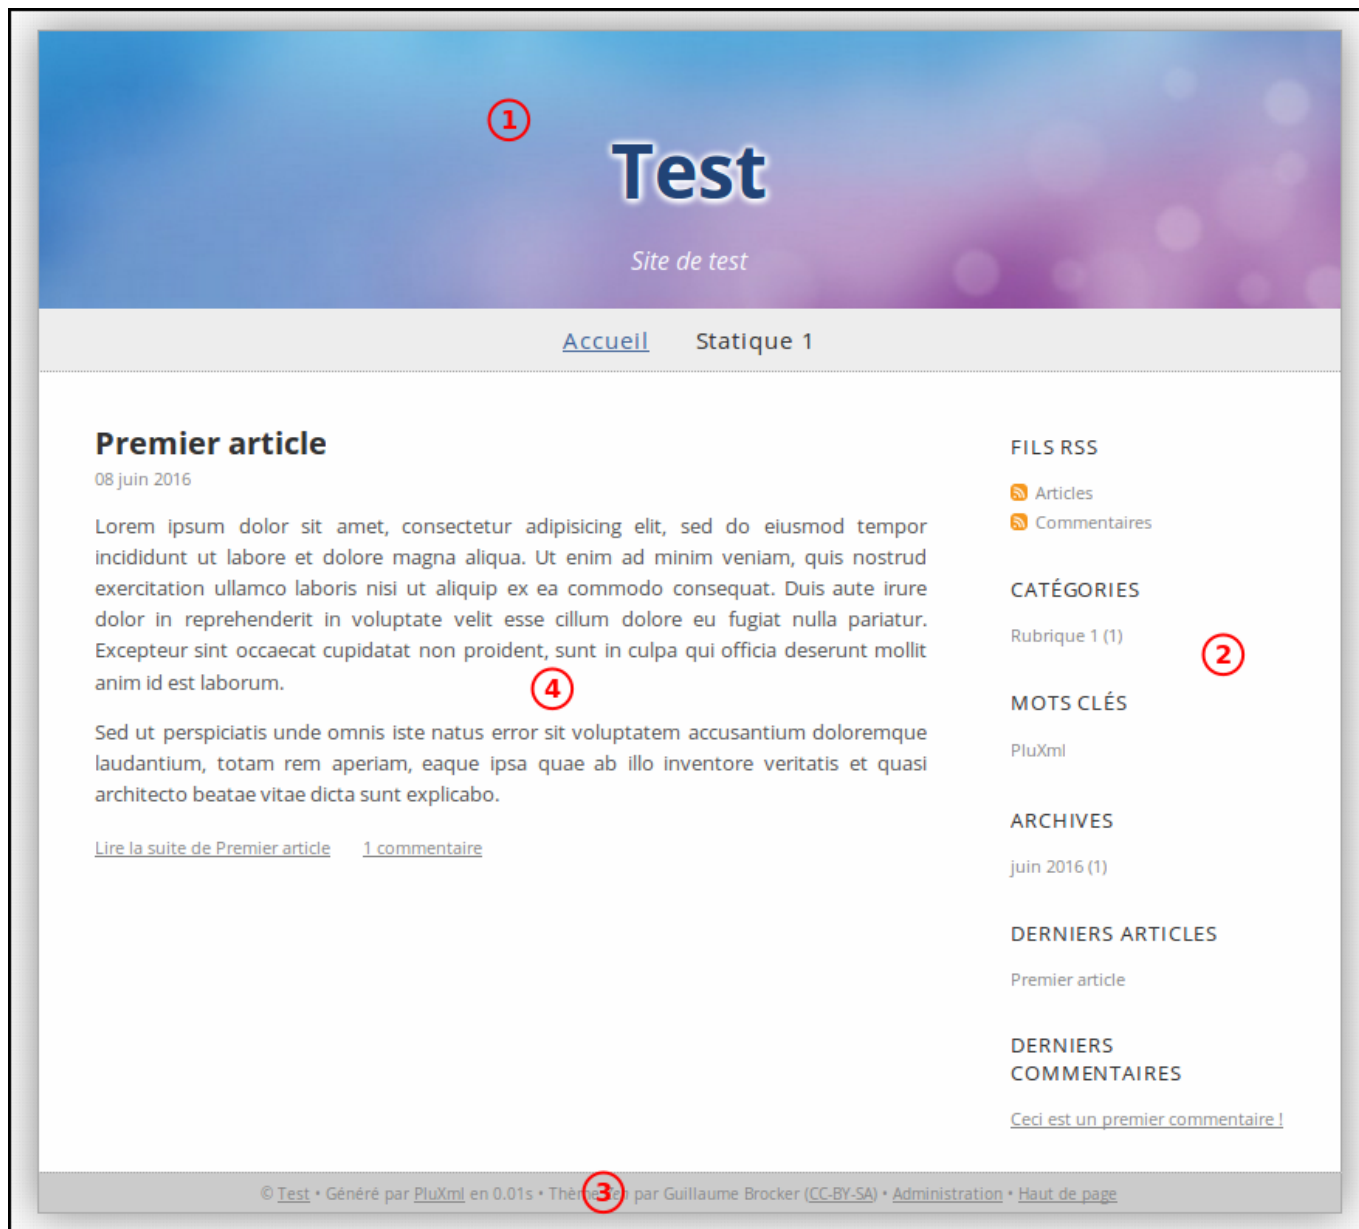 1
Test
Site de test
Accueil Statique 1
Premier article
08 juin 2016
Lorem ipsum dolor sit amet, consectetur adipisicing elit, sed do eiusmod tempor
incididunt ut labore et dolore magna aliqua. Ut enim ad minim veniam, quis nostrud
exercitation ullamco laboris nisi ut aliquip ex ea commodo consequat. Duis aute irure
dolor in reprehenderit in voluptate velit esse cillum dolore eu fugiat nulla pariatur.
Excepteur sint occaecat cupidatat non proident, sunt in culpa qui officia deserunt mollit
anim id est laborum.
4
Sed ut perspiciatis unde omnis iste natus error sit voluptatem accusantium doloremque
laudantium, totam rem aperiam, eaque ipsa quae ab illo inventore veritatis et quasi
architecto beatae vitae dicta sunt explicabo.
Lire la suite de Premier article 1 commentaire
FILS RSS
Articles
Commentaires
CATÉGORIES
Rubrique 1 (1)
2
MOTS CLÉS
PluXml
ARCHIVES
juin 2016 (1)
DERNIERS ARTICLES
Premier article
DERNIERS
COMMENTAIRES
Ceci est un premier commentaire !
© Test • Généré par PluXml en 0.01s • Thème par Guillaume Brocker (CC-BY-SA) • Administration • Haut de page
3